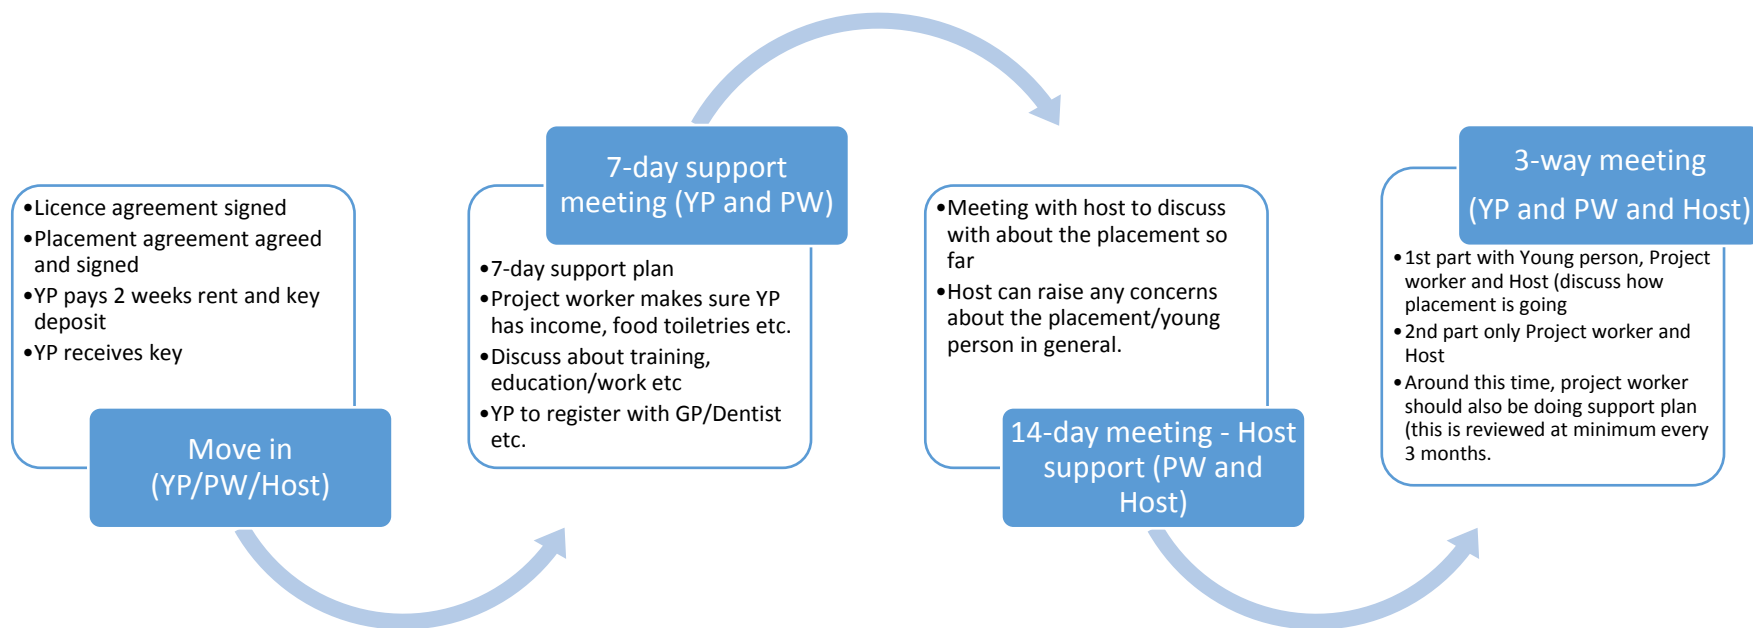 •Licence agreement signed
•Placement agreement agreed
and signed
•YP pays 2 weeks rent and key
deposit
•YP receives key
Move in
(YP/PW/Host)
7-day support
meeting (YP and PW)
•7-day support plan
•Project worker makes sure YP
has income, food toiletries etc.
•Discuss about training,
education/work etc
•YP to register with GP/Dentist
etc.
•Meeting with host to discuss
with about the placement so
far
•Host can raise any concerns
about the placement/young
person in general.
14-day meeting - Host
support (PW and
Host)
3-way meeting
(YP and PW and Host)
•1st part with Young person, Project
worker and Host (discuss how
placement is going
•2nd part only Project worker and
Host
•Around this time, project worker
should also be doing support plan
(this is reviewed at minimum every
3 months.